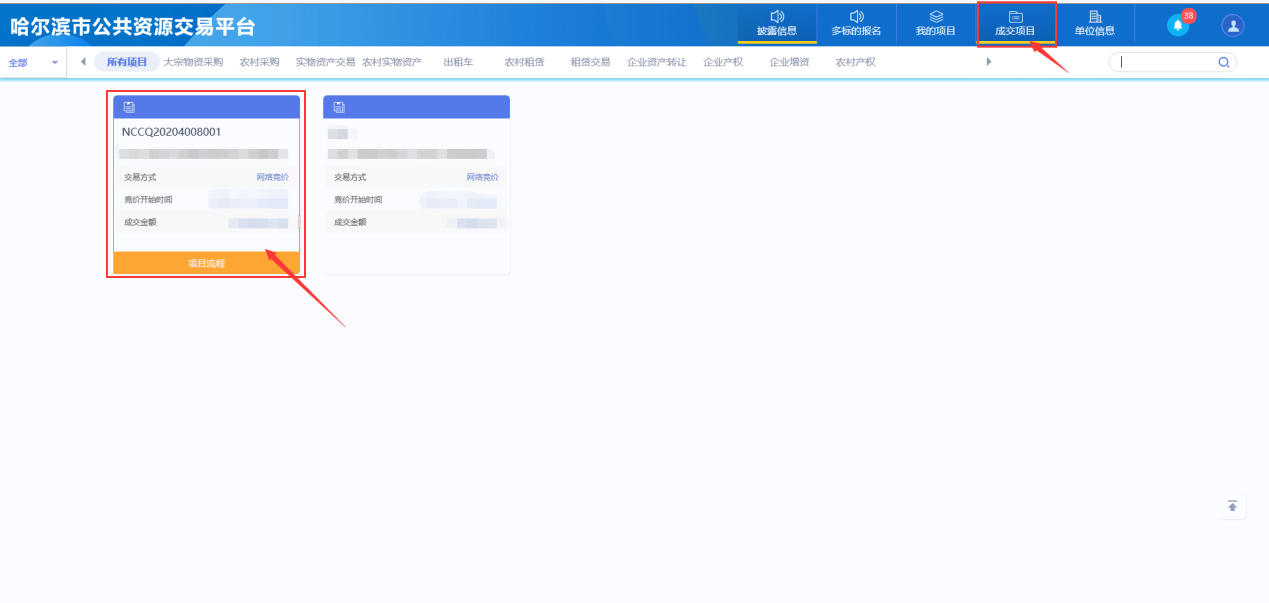 哈尔滨市公共资源交易平台
披露信息 多标的报名 我的项目 成交项目 单位信息 38
全部 所有项目 大宗物资采购 农村采购 实物资产交易 农村实物资产 出租车 农村租赁 租赁交易 企业资产转让 企业产权 企业增资 农村产权
NCCQ20204008001
交易方式 网络竞价
竞价开始时间
成交金额
项目流程
交易方式 网络竞价
竞价开始时间
成交金额